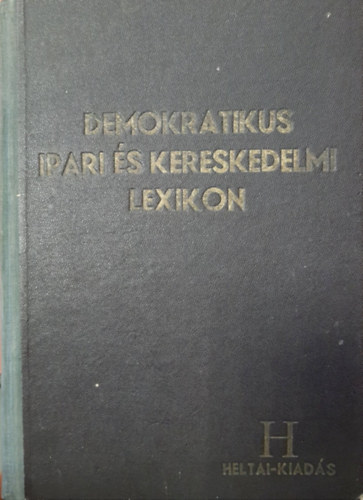 DEMOKRATIKUS
IPARI ÉS KERESKEDELMI
LEXIKON
H
HELTAI-KIADÁS